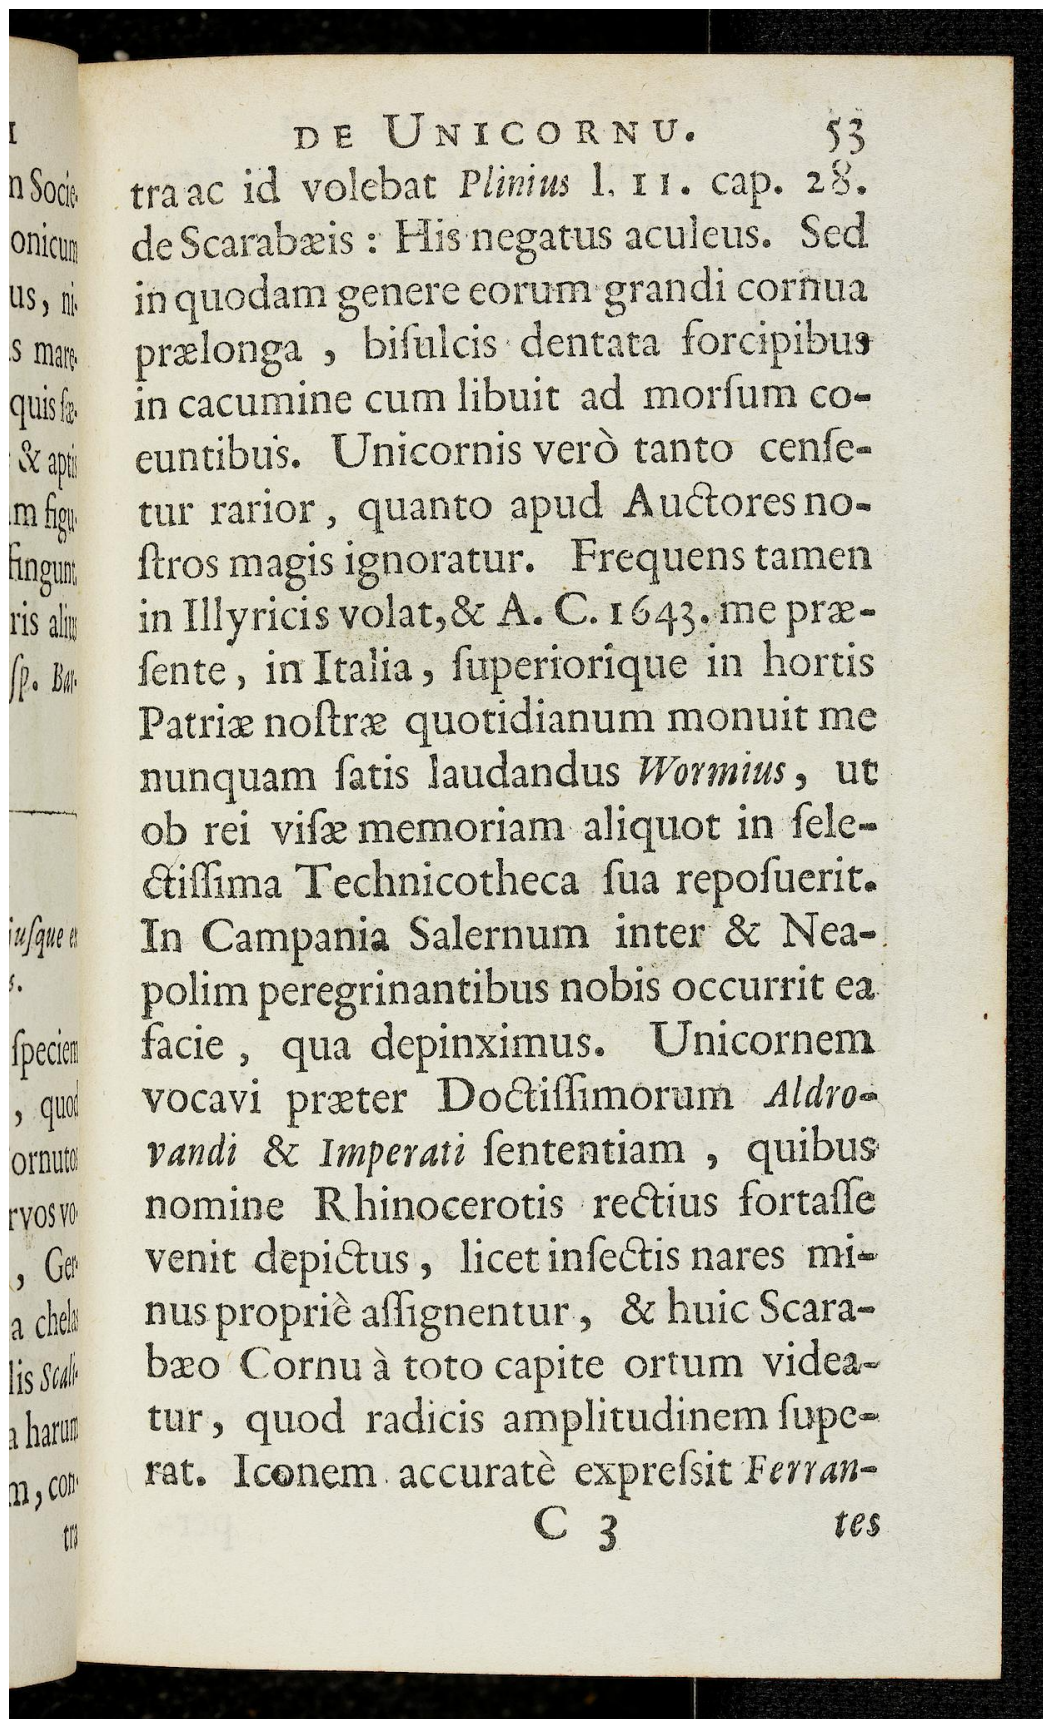 DE UNICORNU. 53
tra ac id volebat Plinius l. 11. cap. 28.
de Scarabæis : His negatus aculeus. Sed
in quodam genere eorum grandi cornua
prælonga , biſulcis dentata forcipibus
in cacumine cum libuit ad morſum co-
euntibus. Unicornis verò tanto cenſe-
tur rarior, quanto apud Auctores no-
ſtros magis ignoratur. Frequens tamen
in Illyricis volat, & A. C. 1643. me præ-
ſente, in Italia, ſuperiorique in hortis
Patriæ noſtræ quotidianum monuit me
nunquam ſatis laudandus Wormius, ut
ob rei viſæ memoriam aliquot in ſele-
ctiſſima Technicotheca ſua repoſuerit.
In Campania Salernum inter & Nea-
polim peregrinantibus nobis occurrit ea
facie , qua depinximus. Unicornem
vocavi præter Doctiſſimorum Aldro-
vandi & Imperati ſententiam , quibus
nomine Rhinocerotis rectius fortaſſe
venit depictus, licet inſectis nares mi-
nus propriè aſſignentur, & huic Scara-
bæo Cornu à toto capite ortum videa-
tur, quod radicis amplitudinem ſupe-
rat. Iconem accuratè expreſsit Ferran-
C 3 tes